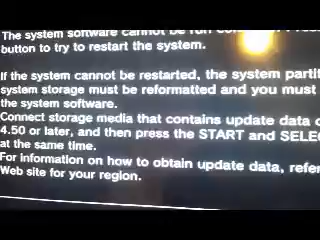 The system software cannot be run
button to try to restart the system.
If the system cannot be restarted, the system
system storage must be reformatted and you must
the system software.
Connect storage media that contains update data
4.50 or later, and then press the START and
at the same time.
For information on how to obtain update data,
Web site for your region.